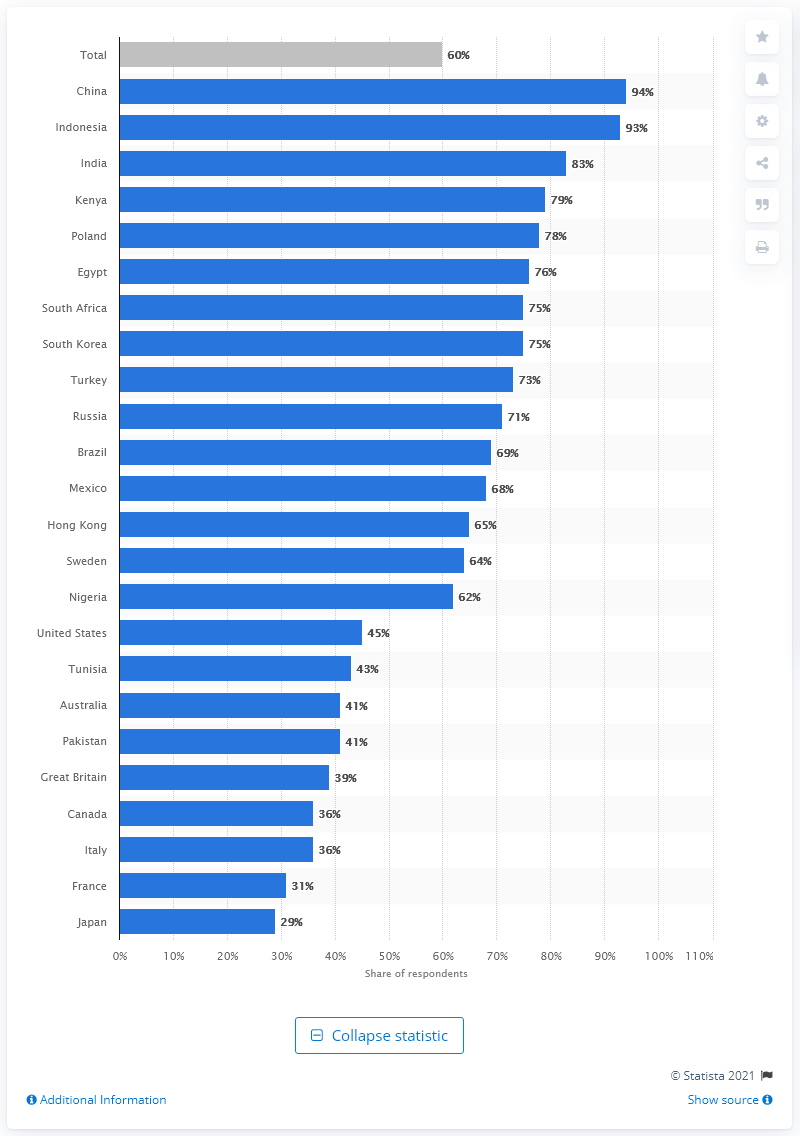 Total 60%
China 94%
Indonesia 93%
India 83%
Kenya 79%
Poland 78%
Egypt 76%
South Africa 75%
South Korea 75%
Turkey 73%
Russia 71%
Brazil 69%
Mexico 68%
Hong Kong 65%
Sweden 64%
Nigeria 62%
United States 45%
Tunisia 43%
Australia 41%
Pakistan 41%
Great Britain 39%
Canada 36%
Italy 36%
France 31%
Japan 29%
0% 10% 20% 30% 40% 50% 60% 70% 80% 90% 100% 110%
Share of respondents
Collapse statistic
© Statista 2021
Additional Information Show source